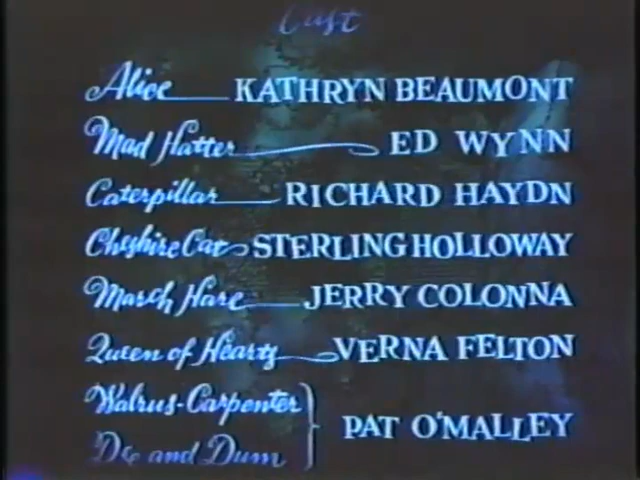 Cast
Alice KATHRYN BEAUMONT
Mad Hatter ED WYNN
Caterpillar RICHARD HAYDN
Cheshire Cat STERLING HOLLOWAY
March Hare JERRY COLONNA
Queen of Hearts VERNA FELTON
Walrus-Carpenter
PAT O'MALLEY
Dee and Dum